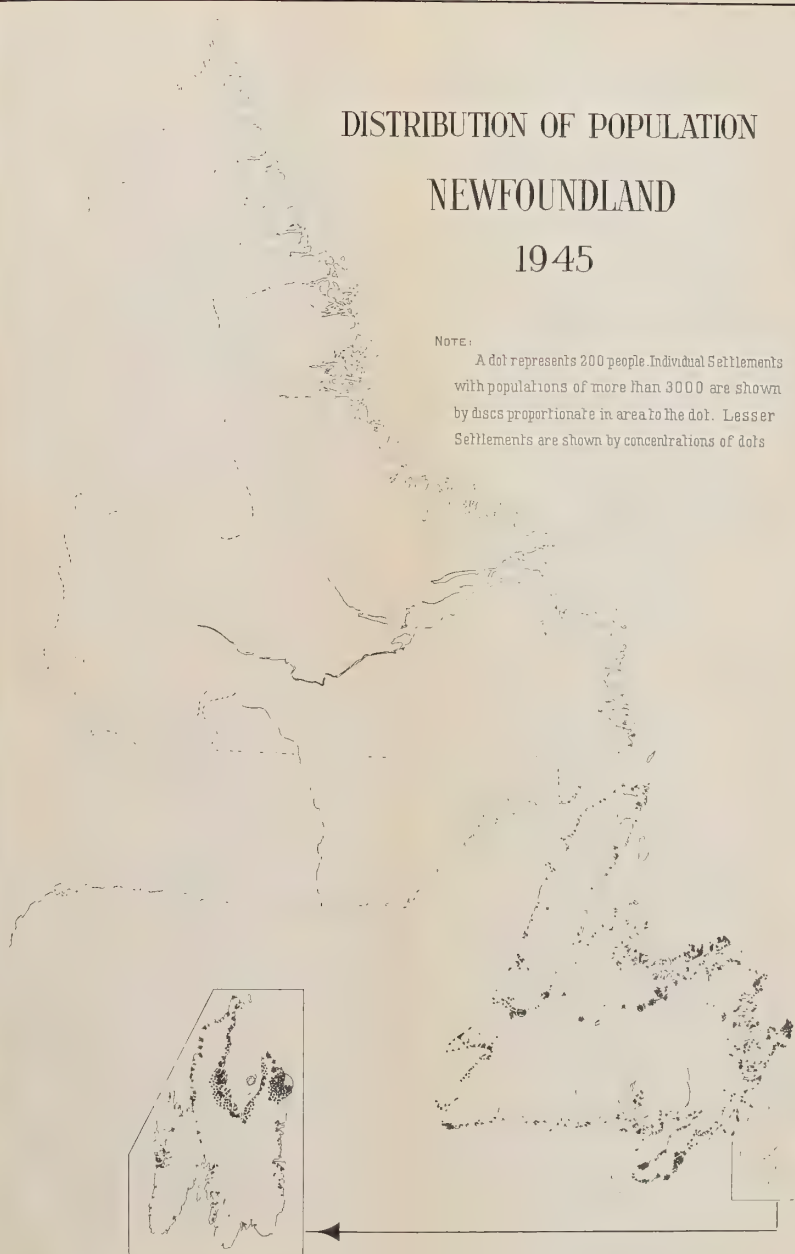 DISTRIBUTION OF POPULATION
NEWFOUNDLAND
1945
NOTE:
A dot represents 200 people. Individual Settlements
with populations of more than 3000 are shown
by discs proportionate in area to the dot. Lesser
Settlements are shown by concentrations of dots